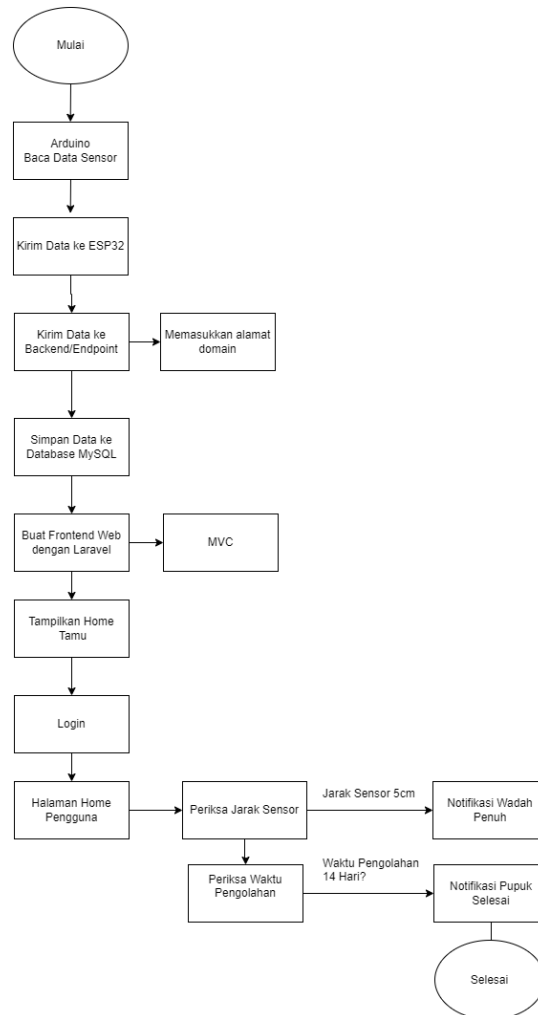 Mulai
Arduino
Baca Data Sensor
Kirim Data ke ESP32
Kirim Data ke
Backend/Endpoint
Memasukkan alamat
domain
Simpan Data ke
Database MySQL
Buat Frontend Web
dengan Laravel
MVC
Tampilkan Home
Tamu
Login
Halaman Home
Pengguna
Periksa Jarak Sensor
Jarak Sensor 5cm
Notifikasi Wadah
Penuh
Periksa Waktu
Pengolahan
Waktu Pengolahan
14 Hari?
Notifikasi Pupuk
Selesai
Selesai